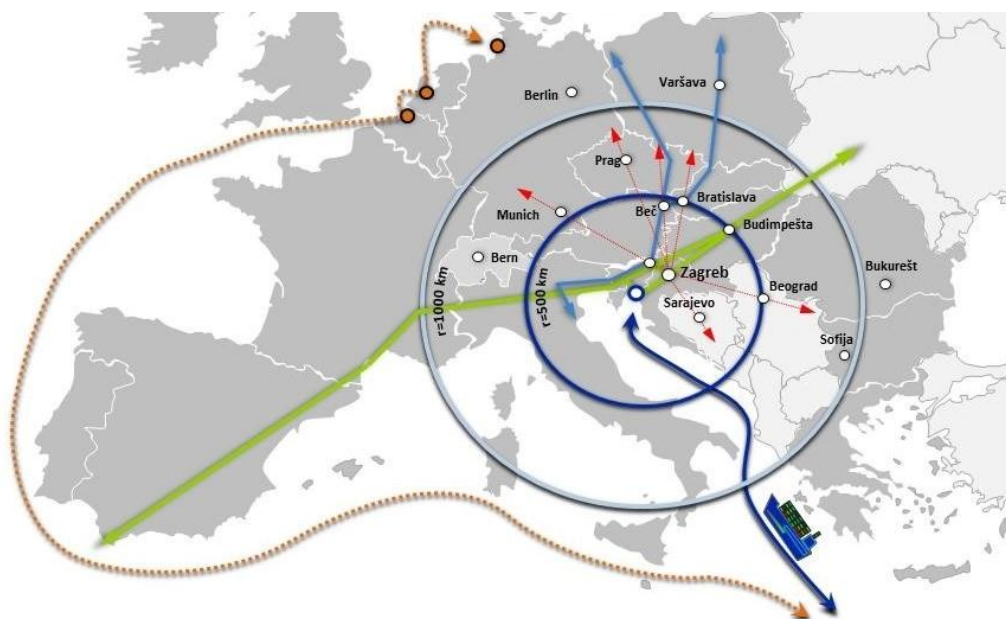 Varšava
Berlin
Prag
Bratislava
Beč
Munich
Budimpešta
Bern
Zagreb
Bukurešt
r=1000 km
r=500 km
Beograd
Sarajevo
Sofija